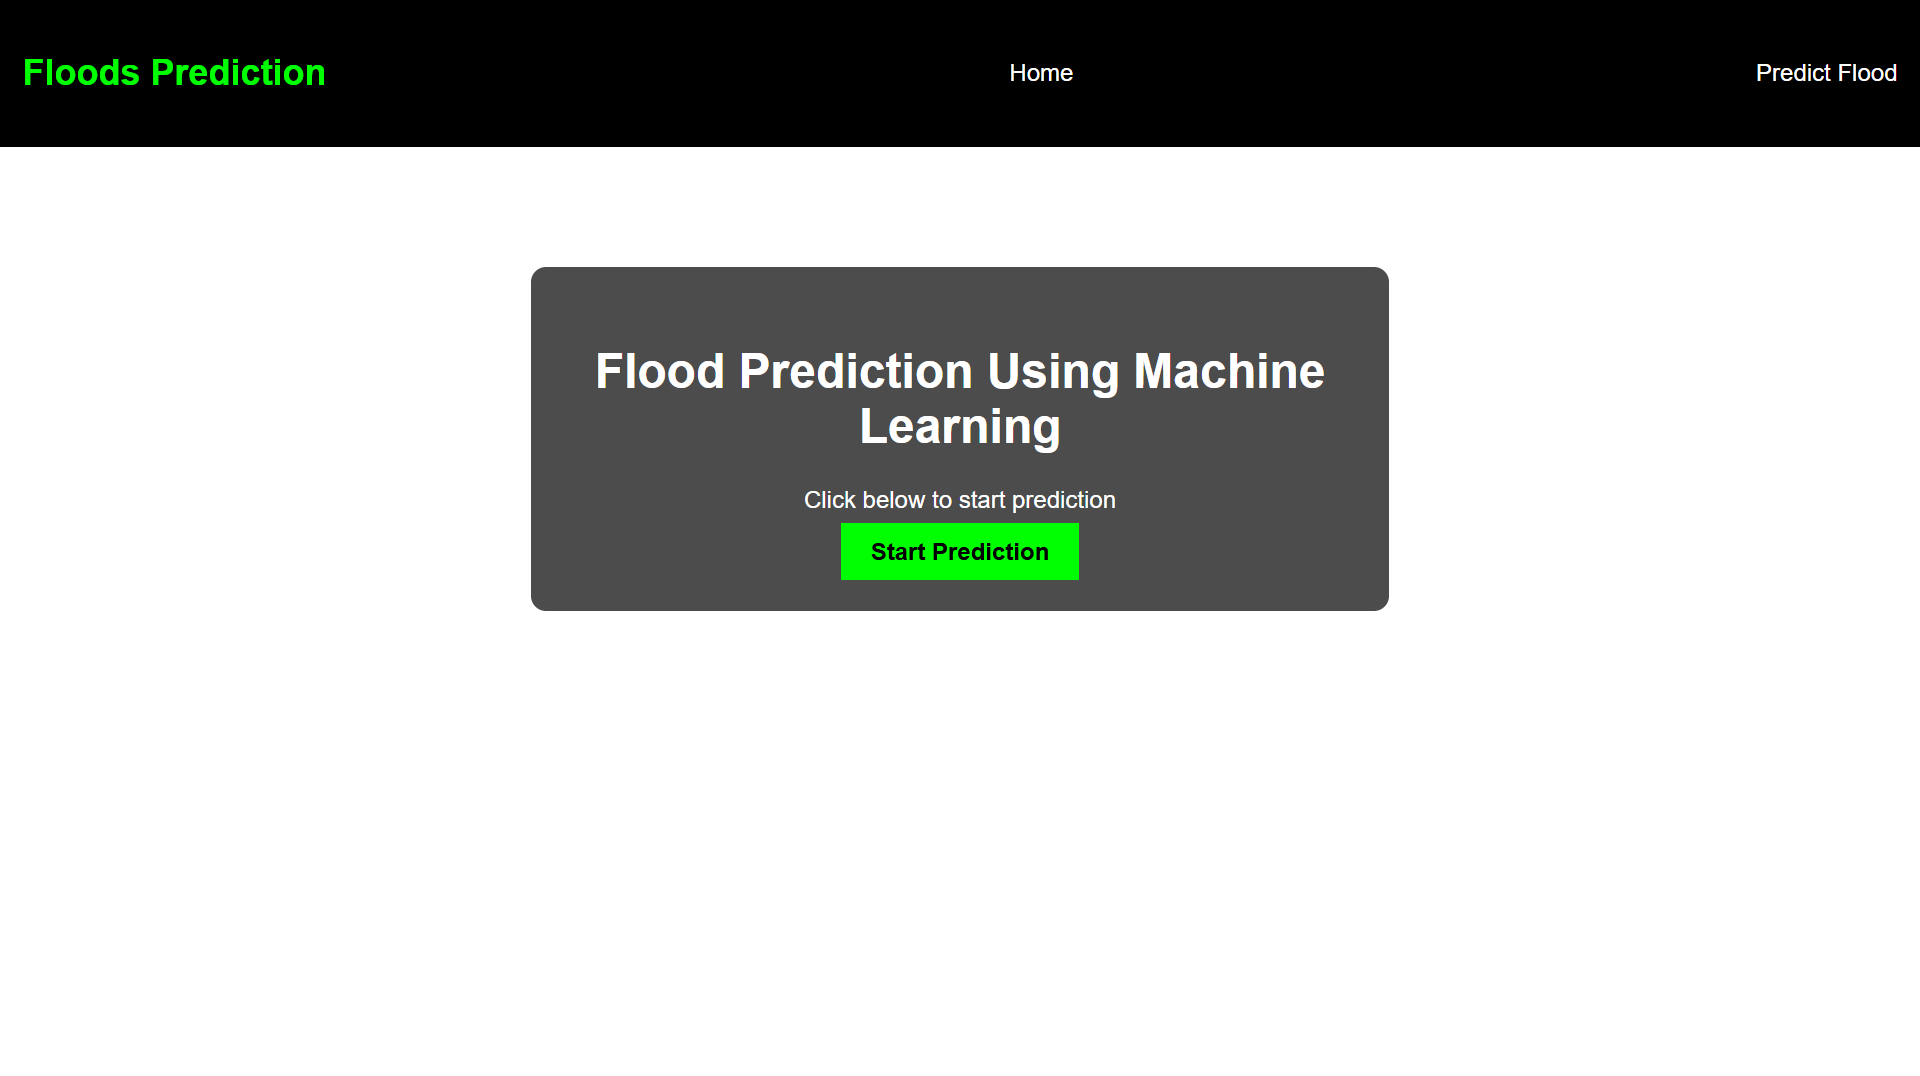 Floods Prediction
Home
Predict Flood
Flood Prediction Using Machine
Learning
Click below to start prediction
Start Prediction